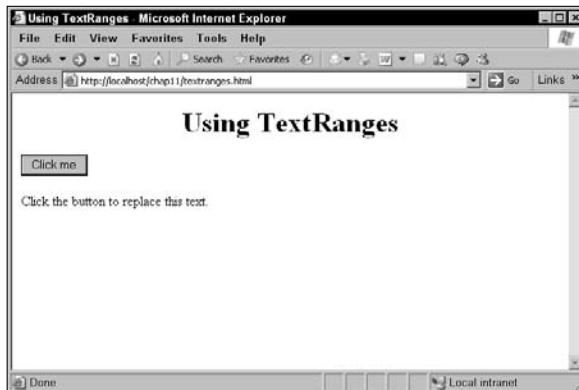 Using TextRanges - Microsoft Internet Explorer
File Edit View Favorites Tools Help
Back Search Favorites
Address http://localhost/chap11/textranges.html Go Links »
Using TextRanges
Click me
Click the button to replace this text.
Done Local intranet